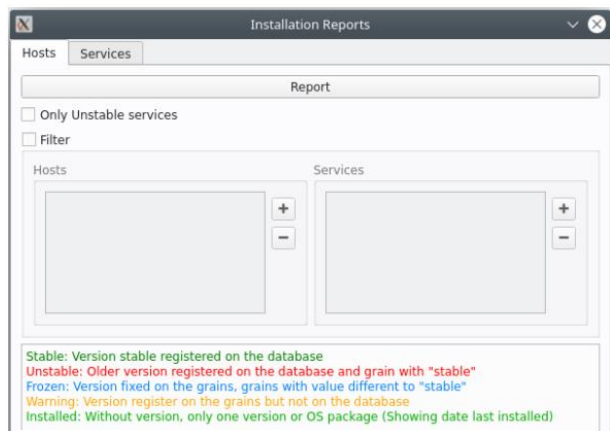 Installation Reports
Hosts Services
Report
Only Unstable services
Filter
Hosts Services
+ +
− −
Stable: Version stable registered on the database
Unstable: Older version registered on the database and grain with "stable"
Frozen: Version fixed on the grains, grains with value different to "stable"
Warning: Version register on the grains but not on the database
Installed: Without version, only one version or OS package (Showing date last installed)